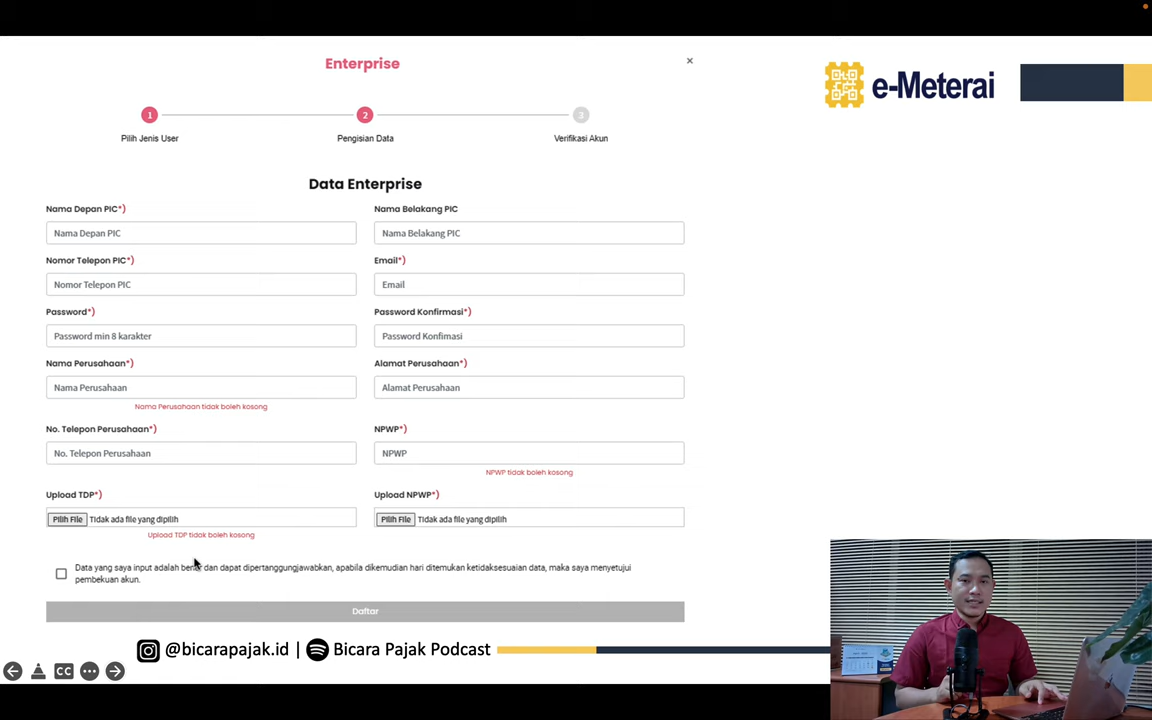 Enterprise
×
e-Meterai
1
2
3
Pilih Jenis User
Pengisian Data
Verifikasi Akun
Data Enterprise
Nama Depan PIC*)
Nama Belakang PIC
Nama Depan PIC
Nama Belakang PIC
Nomor Telepon PIC*)
Email*)
Nomor Telepon PIC
Email
Password*)
Password Konfirmasi*)
Password min 8 karakter
Password Konfimasi
Nama Perusahaan*)
Alamat Perusahaan*)
Nama Perusahaan
Alamat Perusahaan
Nama Perusahaan tidak boleh kosong
No. Telepon Perusahaan*)
NPWP*)
No. Telepon Perusahaan
NPWP
NPWP tidak boleh kosong
Upload TDP*)
Upload NPWP*)
Pilih File Tidak ada file yang dipilih
Pilih File Tidak ada file yang dipilih
Upload TDP tidak boleh kosong
Data yang saya input adalah benar dan dapat dipertanggungjawabkan, apabila dikemudian hari ditemukan ketidaksesuaian data, maka saya menyetujui
pembekuan akun.
Daftar
@bicarapajak.id | Bicara Pajak Podcast
CC